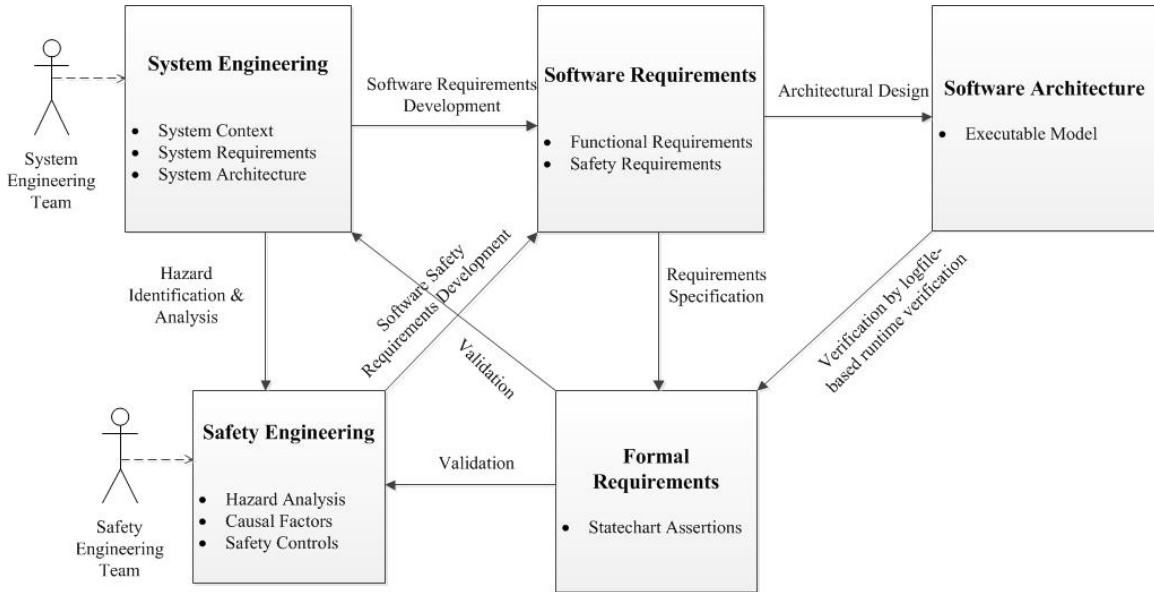 System Engineering
• System Context
• System Requirements
• System Architecture
System
Engineering
Team
Software Requirements
Development
Software Requirements
• Functional Requirements
• Safety Requirements
Architectural Design
Software Architecture
• Executable Model
Hazard
Identification &
Analysis
Software Safety
Requirements Development
Validation
Requirements
Specification
Verification by logfile-
based runtime verification
Safety Engineering
• Hazard Analysis
• Causal Factors
• Safety Controls
Safety
Engineering
Team
Validation
Formal
Requirements
• Statechart Assertions